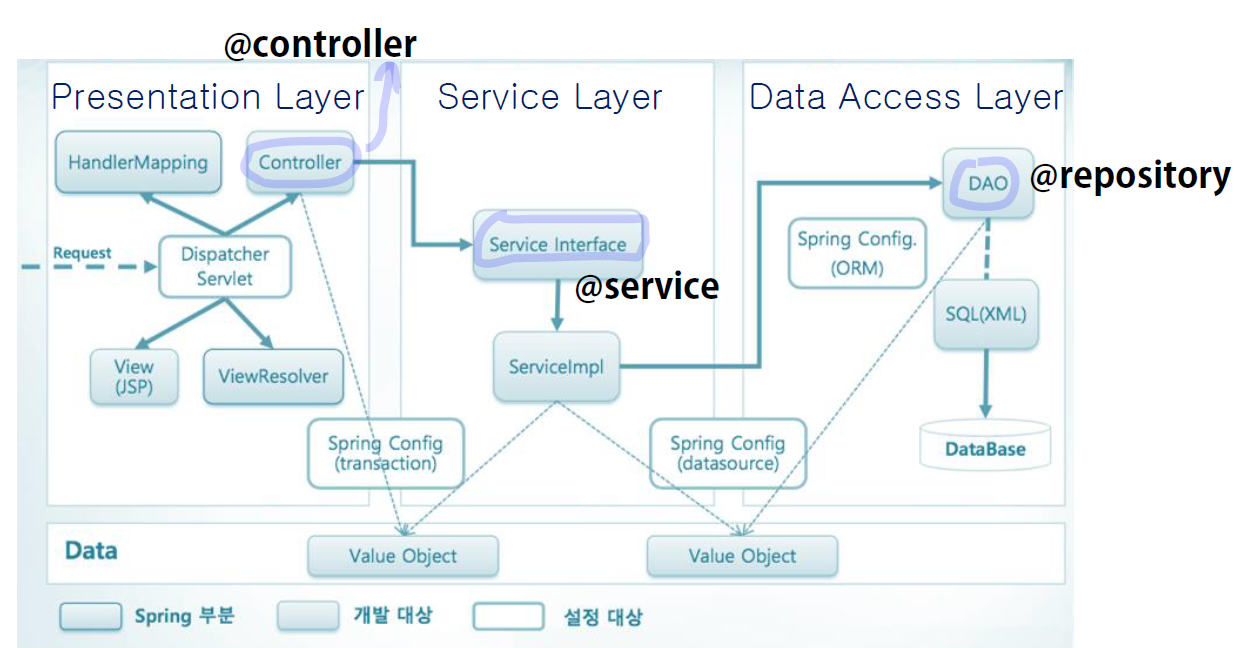 @controller
Presentation Layer
Service Layer
Data Access Layer
HandlerMapping
Controller
DAO
@repository
Request
Dispatcher
Servlet
Service Interface
@service
Spring Config.
(ORM)
SQL(XML)
View
(JSP)
ViewResolver
ServiceImpl
Spring Config
(transaction)
Spring Config
(datasource)
DataBase
Data
Value Object
Value Object
Spring 부분
개발 대상
설정 대상